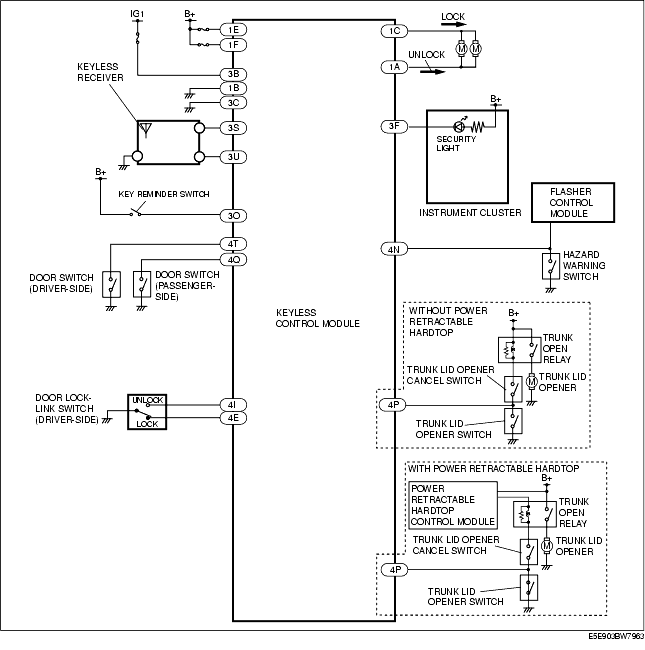 IG1
B+
1E
1F
3B
1B
3C
3S
3U
3O
4T
4Q
4I
4E
KEYLESS
RECEIVER
B+
KEY REMINDER SWITCH
DOOR SWITCH
(DRIVER-SIDE)
DOOR SWITCH
(PASSENGER-
SIDE)
DOOR LOCK-
LINK SWITCH
(DRIVER-SIDE)
UNLOCK
LOCK
KEYLESS
CONTROL MODULE
1C
1A
3F
4N
4P
4P
LOCK
UNLOCK
M
M
B+
SECURITY
LIGHT
INSTRUMENT CLUSTER
FLASHER
CONTROL
MODULE
HAZARD
WARNING
SWITCH
WITHOUT POWER
RETRACTABLE
HARDTOP
B+
TRUNK
OPEN
RELAY
TRUNK LID OPENER
CANCEL SWITCH
M
TRUNK LID
OPENER
TRUNK LID
OPENER SWITCH
WITH POWER RETRACTABLE HARDTOP
B+
POWER
RETRACTABLE
HARDTOP
CONTROL MODULE
TRUNK
OPEN
RELAY
TRUNK LID OPENER
CANCEL SWITCH
M
TRUNK LID
OPENER
TRUNK LID
OPENER SWITCH
E5E903BW7963